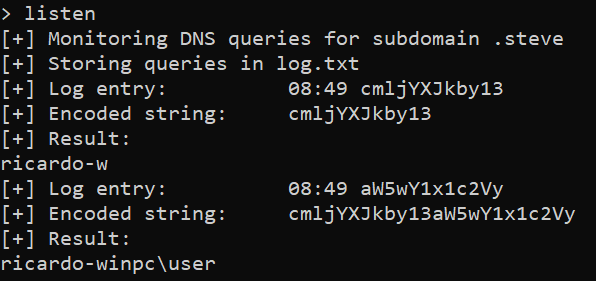 > listen
[+] Monitoring DNS queries for subdomain .steve
[+] Storing queries in log.txt
[+] Log entry: 08:49 cmljYXJkby13
[+] Encoded string: cmljYXJkby13
[+] Result:
ricardo-w
[+] Log entry: 08:49 aW5wY1x1c2Vy
[+] Encoded string: cmljYXJkby13aW5wY1x1c2Vy
[+] Result:
ricardo-winpc\user